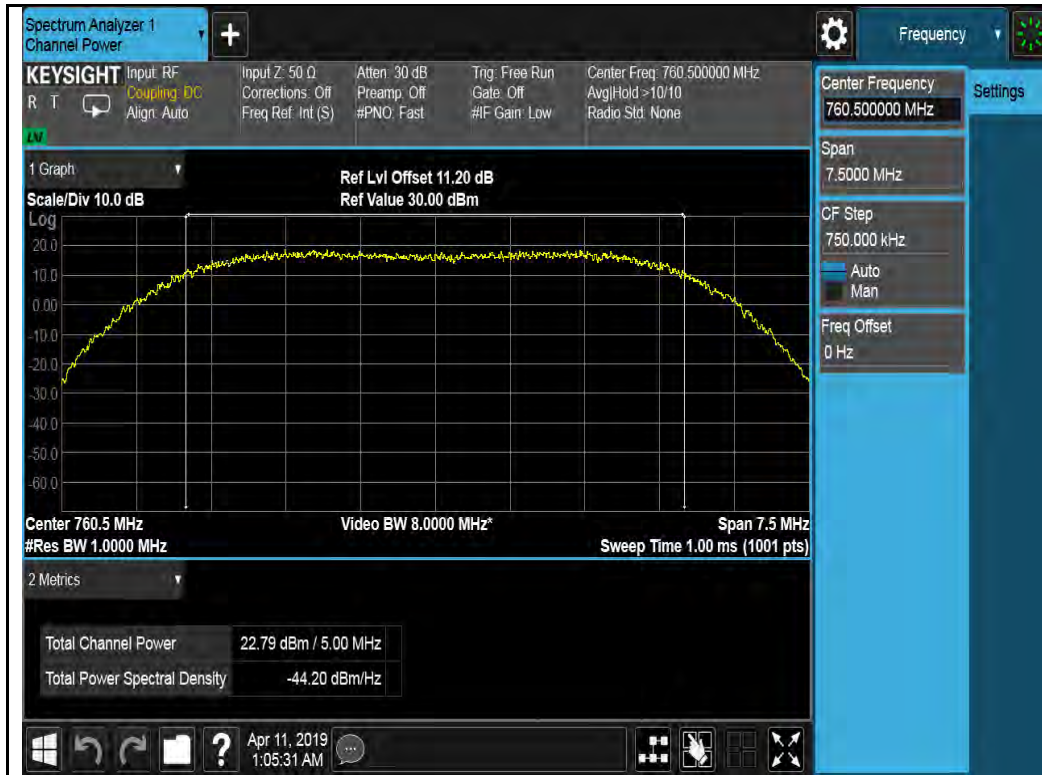 Spectrum Analyzer 1
Channel Power
+
Frequency
KEYSIGHT
R T
LXI
Input: RF
Coupling: DC
Align: Auto
Input Z: 50 Ω
Corrections: Off
Freq Ref: Int (S)
Atten: 30 dB
Preamp: Off
#PNO: Fast
Trig: Free Run
Gate: Off
#IF Gain: Low
Center Freq: 760.500000 MHz
Avg|Hold >10/10
Radio Std: None
Center Frequency
760.500000 MHz
Settings
Span
7.5000 MHz
CF Step
750.000 kHz
Auto
Man
Freq Offset
0 Hz
1 Graph
Scale/Div 10.0 dB
Ref Lvl Offset 11.20 dB
Ref Value 30.00 dBm
Log
20.0
10.0
0.00
-10.0
-20.0
-30.0
-40.0
-50.0
-60.0
Center 760.5 MHz
#Res BW 1.0000 MHz
Video BW 8.0000 MHz*
Span 7.5 MHz
Sweep Time 1.00 ms (1001 pts)
2 Metrics
Total Channel Power 22.79 dBm / 5.00 MHz
Total Power Spectral Density -44.20 dBm/Hz
?
Apr 11, 2019
1:05:31 AM